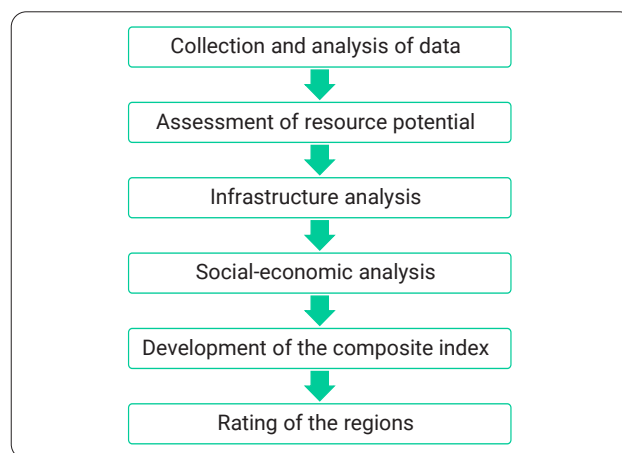 Collection and analysis of data
Assessment of resource potential
Infrastructure analysis
Social-economic analysis
Development of the composite index
Rating of the regions